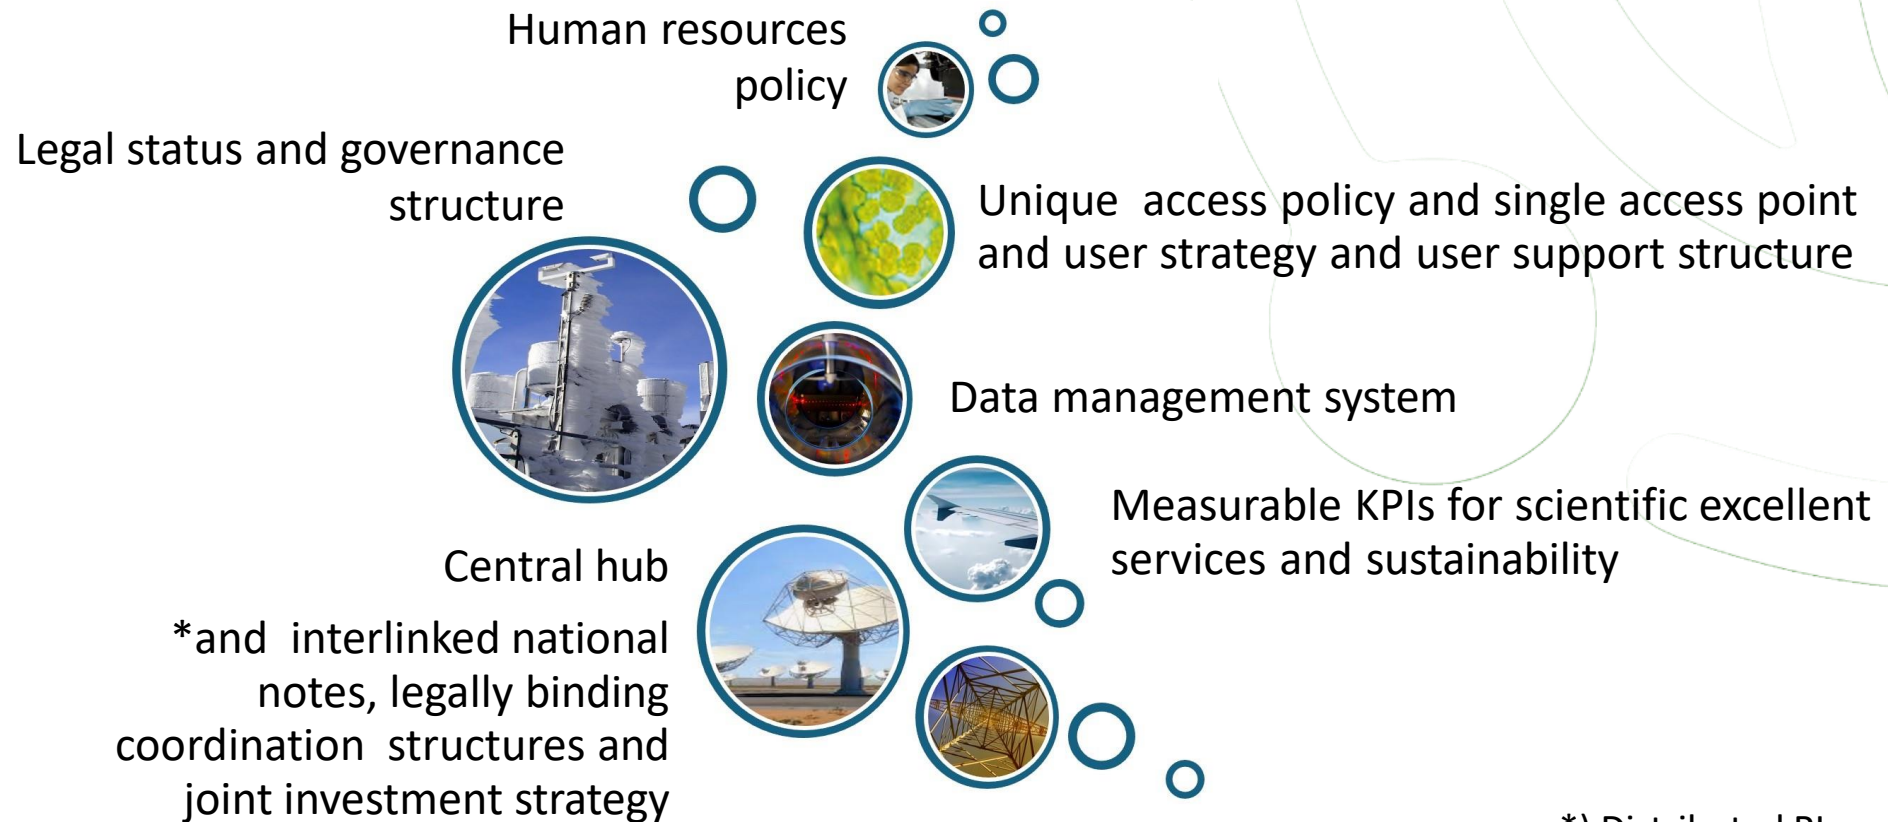 Human resources
policy
Legal status and governance
structure
Unique access policy and single access point
and user strategy and user support structure
Data management system
Measurable KPIs for scientific excellent
services and sustainability
Central hub
*and interlinked national
notes, legally binding
coordination structures and
joint investment strategy
*) Distributed RI